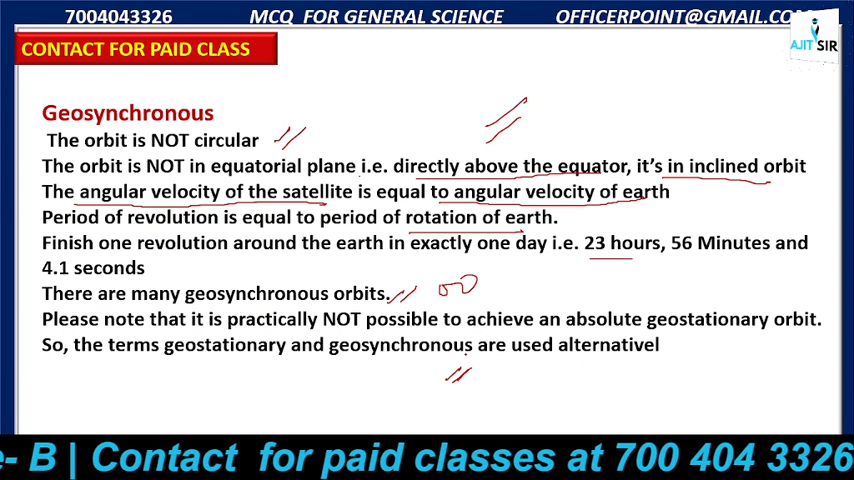 7004043326 MCQ FOR GENERAL SCIENCE OFFICERPOINT@GMAIL.COM
AJIT SIR
CONTACT FOR PAID CLASS
Geosynchronous
The orbit is NOT circular
The orbit is NOT in equatorial plane i.e. directly above the equator, it's in inclined orbit
The angular velocity of the satellite is equal to angular velocity of earth
Period of revolution is equal to period of rotation of earth.
Finish one revolution around the earth in exactly one day i.e. 23 hours, 56 Minutes and
4.1 seconds
There are many geosynchronous orbits.
Please note that it is practically NOT possible to achieve an absolute geostationary orbit.
So, the terms geostationary and geosynchronous are used alternativel
e- B | Contact for paid classes at 700 404 3326